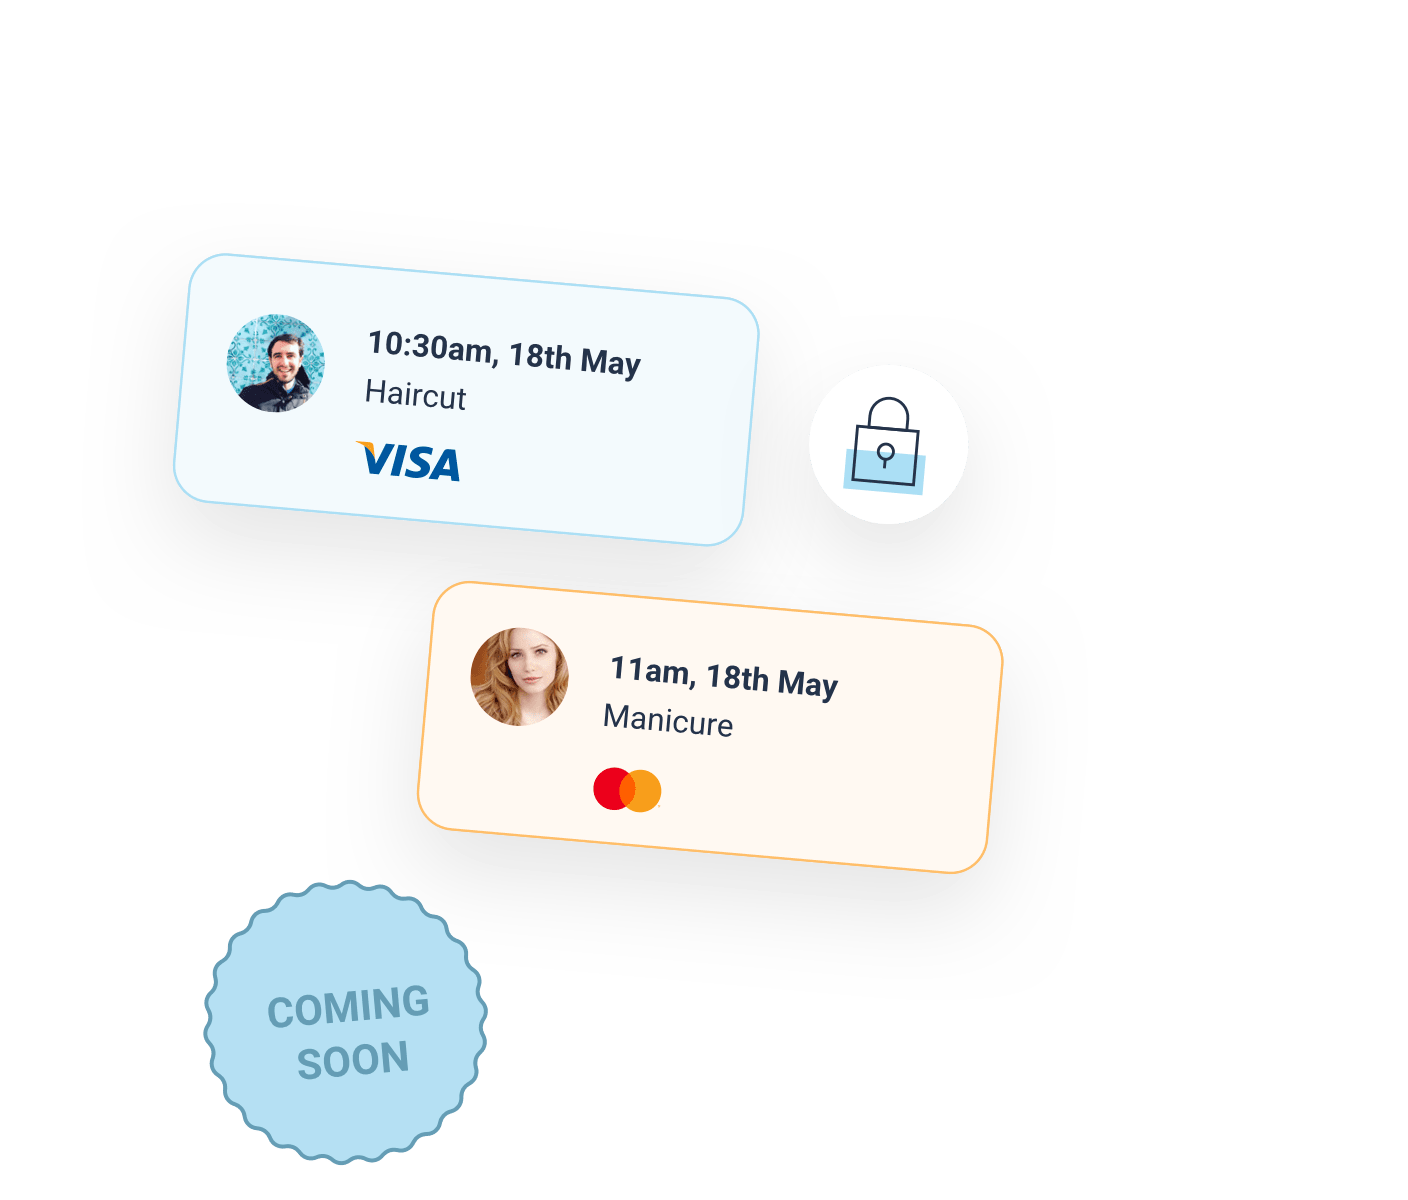 10:30am, 18th May
Haircut
VISA
11am, 18th May
Manicure
COMING
SOON